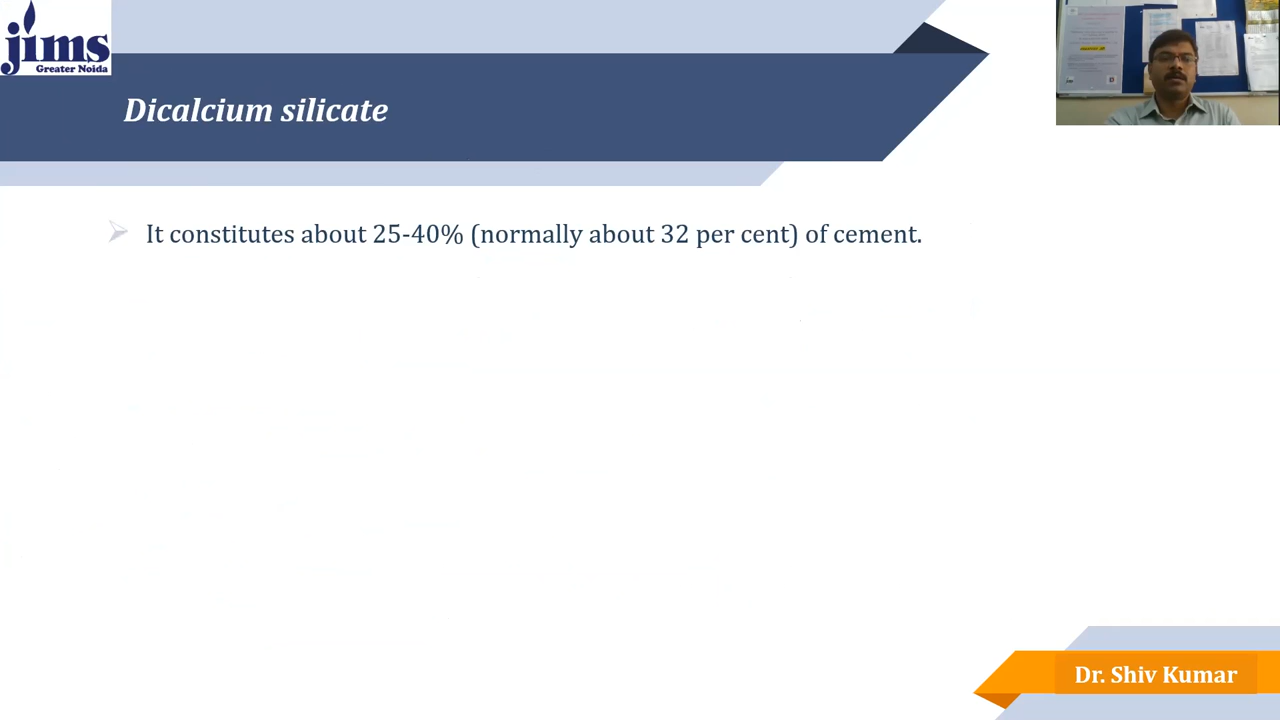 jims
Greater Noida
Dicalcium silicate
It constitutes about 25-40% (normally about 32 per cent) of cement.
Dr. Shiv Kumar